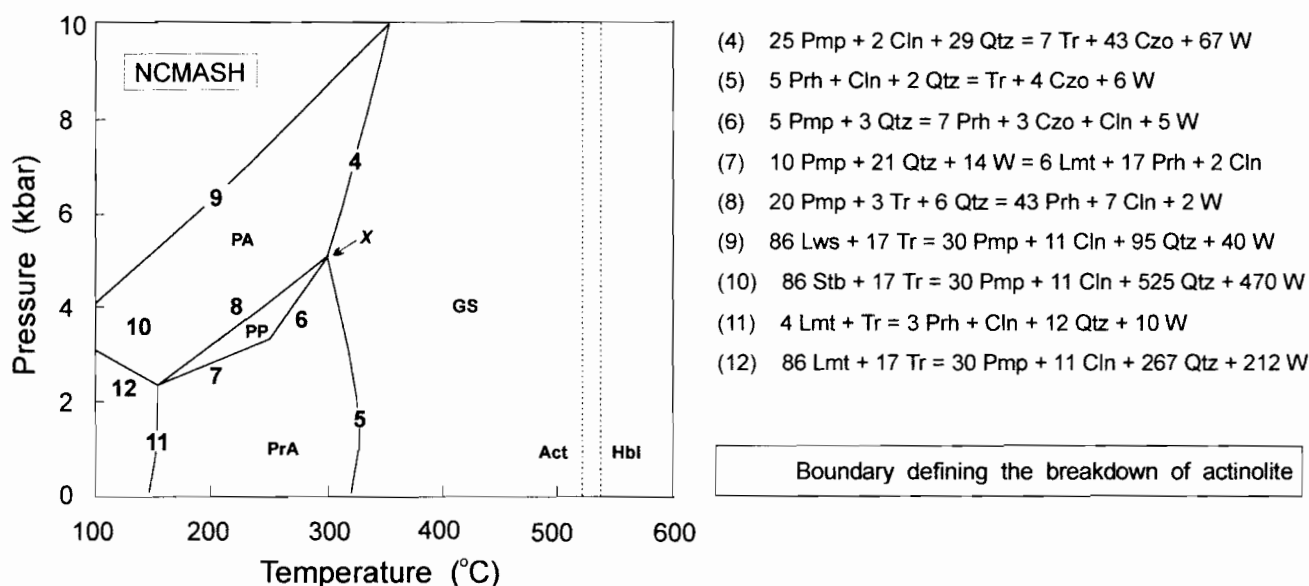 10
NCMASH
8
4
6
9
PA
X
10
4
8
GS
PP
6
12
7
2
5
11
PrA
Act
Hbl
0
100
200
300
400
500
600
Pressure (kbar)
Temperature (°C)
(4) 25 Pmp + 2 Cln + 29 Qtz = 7 Tr + 43 Czo + 67 W
(5) 5 Prh + Cln + 2 Qtz = Tr + 4 Czo + 6 W
(6) 5 Pmp + 3 Qtz = 7 Prh + 3 Czo + Cln + 5 W
(7) 10 Pmp + 21 Qtz + 14 W = 6 Lmt + 17 Prh + 2 Cln
(8) 20 Pmp + 3 Tr + 6 Qtz = 43 Prh + 7 Cln + 2 W
(9) 86 Lws + 17 Tr = 30 Pmp + 11 Cln + 95 Qtz + 40 W
(10) 86 Stb + 17 Tr = 30 Pmp + 11 Cln + 525 Qtz + 470 W
(11) 4 Lmt + Tr = 3 Prh + Cln + 12 Qtz + 10 W
(12) 86 Lmt + 17 Tr = 30 Pmp + 11 Cln + 267 Qtz + 212 W
Boundary defining the breakdown of actinolite